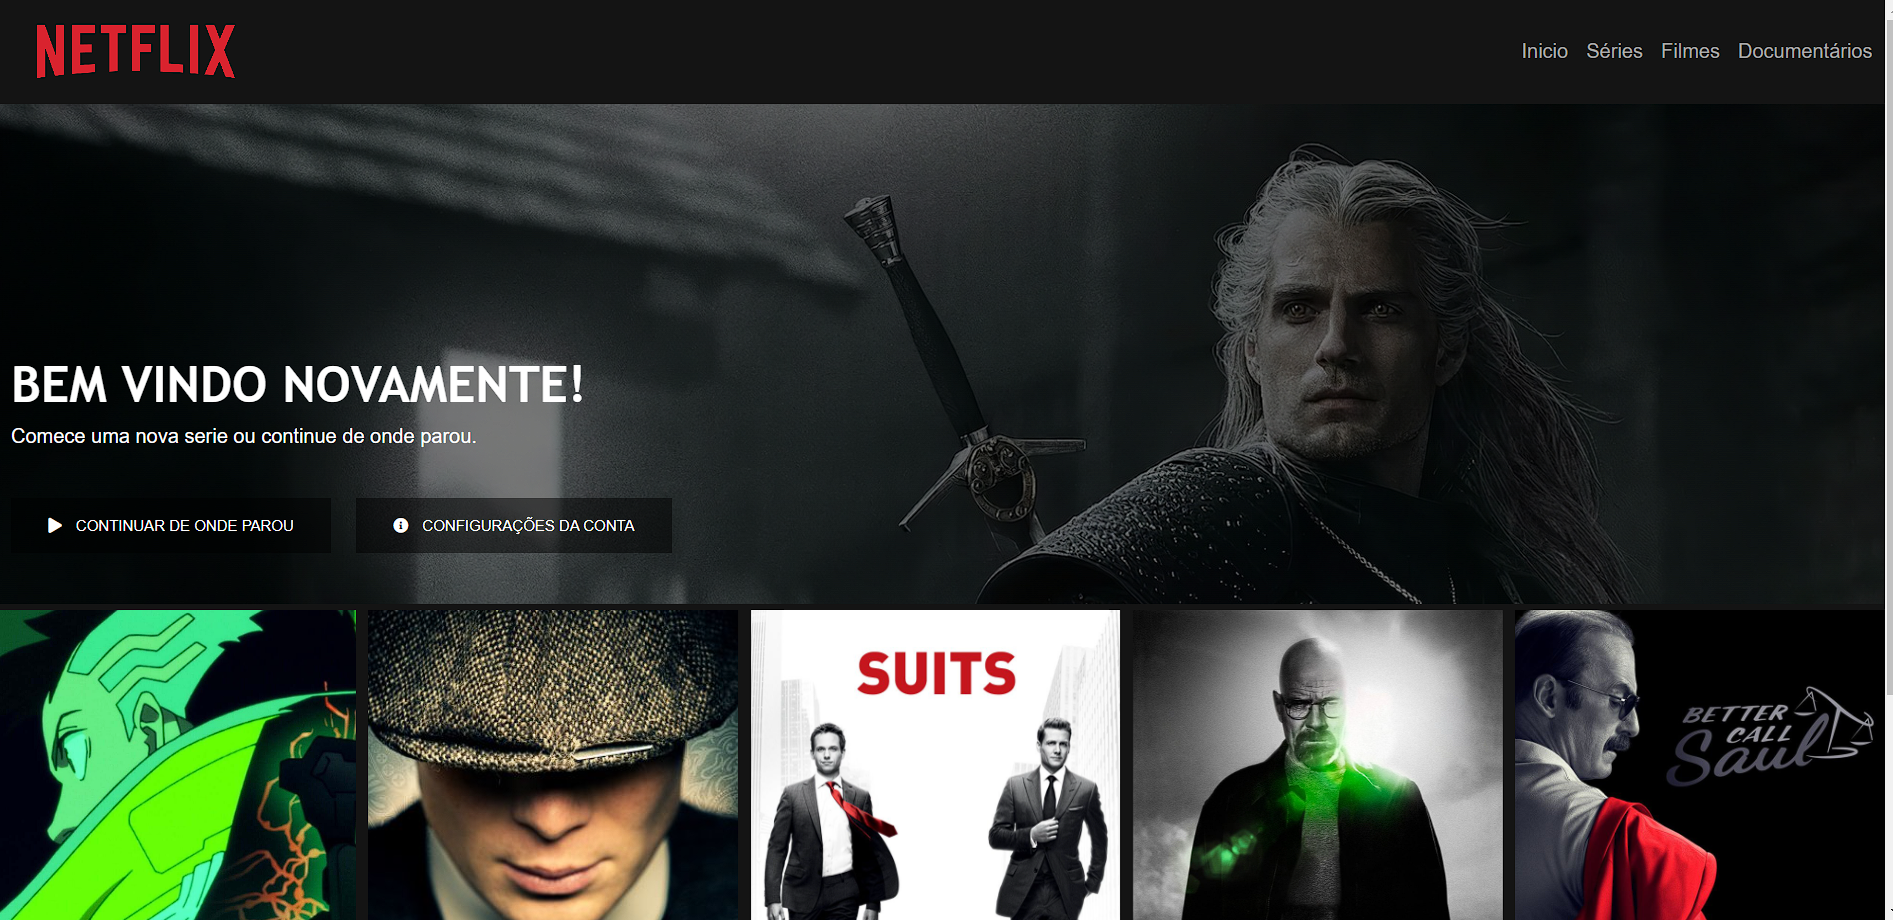 NETFLIX
Inicio Séries Filmes Documentários
BEM VINDO NOVAMENTE!
Comece uma nova serie ou continue de onde parou.
CONTINUAR DE ONDE PAROU
CONFIGURAÇÕES DA CONTA
SUITS
BETTER
CALL
Saul